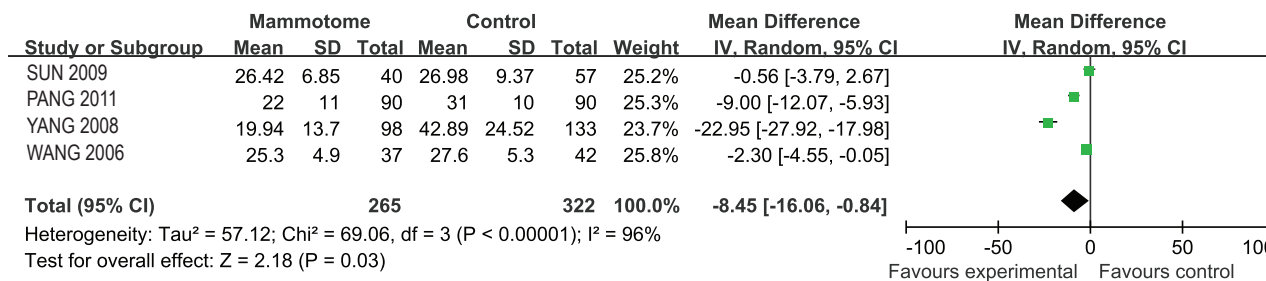 Mammotome Control Mean Difference Mean Difference
Study or Subgroup Mean SD Total Mean SD Total Weight IV, Random, 95% CI IV, Random, 95% CI
SUN 2009 26.42 6.85 40 26.98 9.37 57 25.2% -0.56 [-3.79, 2.67]
PANG 2011 22 11 90 31 10 90 25.3% -9.00 [-12.07, -5.93]
YANG 2008 19.94 13.7 98 42.89 24.52 133 23.7% -22.95 [-27.92, -17.98]
WANG 2006 25.3 4.9 37 27.6 5.3 42 25.8% -2.30 [-4.55, -0.05]
Total (95% CI) 265 322 100.0% -8.45 [-16.06, -0.84]
Heterogeneity: Tau² = 57.12; Chi² = 69.06, df = 3 (P < 0.00001); I² = 96%
Test for overall effect: Z = 2.18 (P = 0.03)
-100 -50 0 50
Favours experimental Favours control